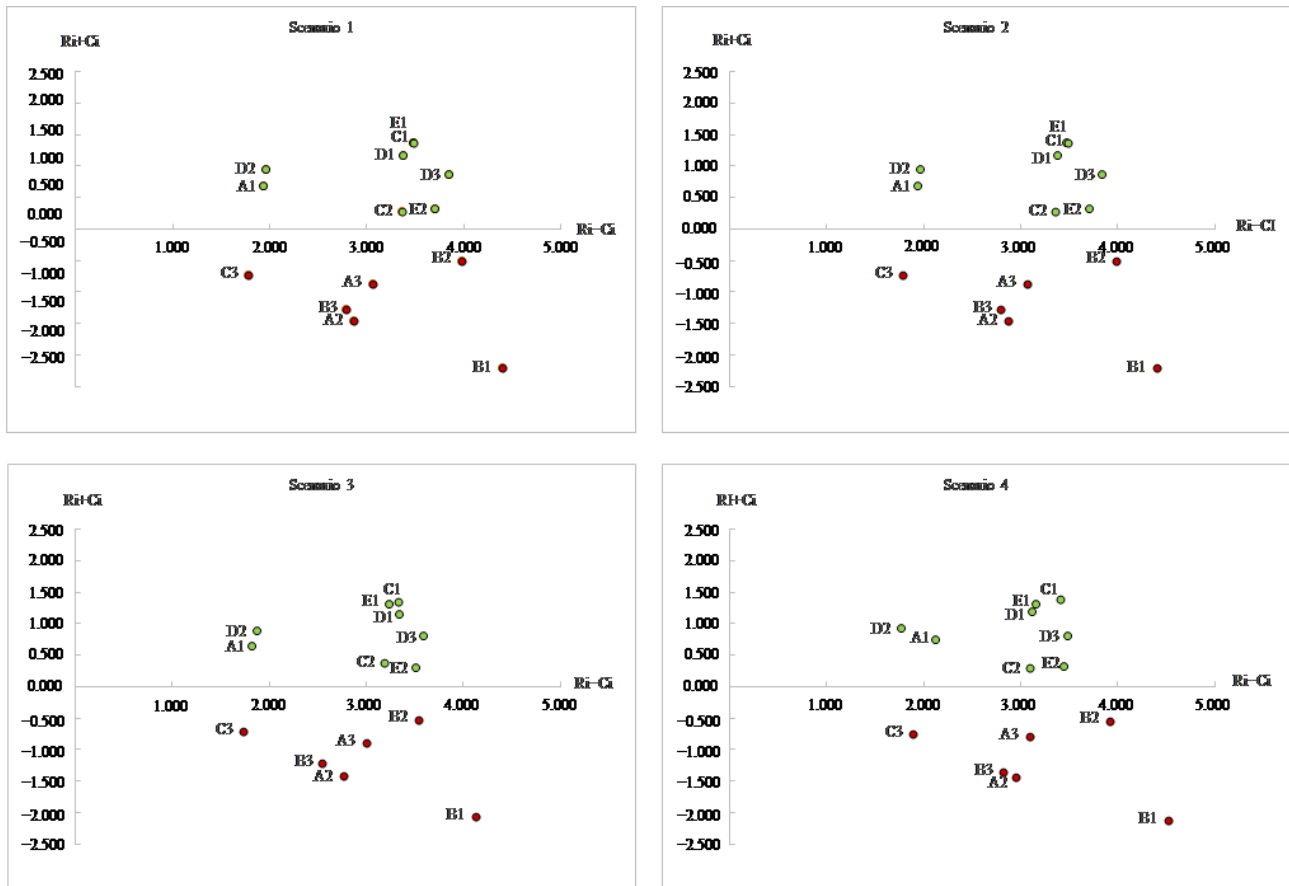 Scenario 1
Ri+Ci
2.500
2.000
1.500
1.000
0.500
0.000
−0.500
−1.000
−1.500
−2.000
−2.500
1.000 2.000 3.000 4.000 5.000
Ri−Ci
E1
C1
D1
D2
D3
A1
C2
E2
B2
C3
A3
B3
A2
B1
Scenario 2
Ri+Ci
2.500
2.000
1.500
1.000
0.500
0.000
−0.500
−1.000
−1.500
−2.000
−2.500
1.000 2.000 3.000 4.000 5.000
Ri−CI
E1
C1
D1
D2
D3
A1
C2
E2
B2
C3
A3
B3
A2
B1
Scenario 3
Ri+Ci
2.500
2.000
1.500
1.000
0.500
0.000
−0.500
−1.000
−1.500
−2.000
−2.500
1.000 2.000 3.000 4.000 5.000
Ri−Ci
C1
E1
D1
D2
D3
A1
C2
E2
B2
C3
A3
B3
A2
B1
Scenario 4
RI+Ci
2.500
2.000
1.500
1.000
0.500
0.000
−0.500
−1.000
−1.500
−2.000
−2.500
1.000 2.000 3.000 4.000 5.000
Ri−Ci
C1
E1
D1
D2
A1
D3
C2
E2
B2
C3
A3
B3
A2
B1